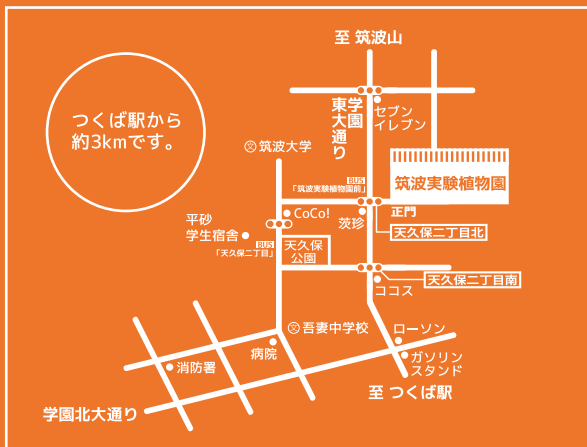 至 筑波山
つくば駅から
約3kmです。
学園
東大通り
セブン
イレブン
文 筑波大学
BUS
「筑波実験植物園前」
筑波実験植物園
正門
CoCo!
茨珍
天久保二丁目北
平砂
学生宿舎
BUS
「天久保二丁目」
天久保
公園
天久保二丁目南
ココス
文 吾妻中学校
ローソン
病院
ガソリン
スタンド
消防署
至 つくば駅
学園北大通り